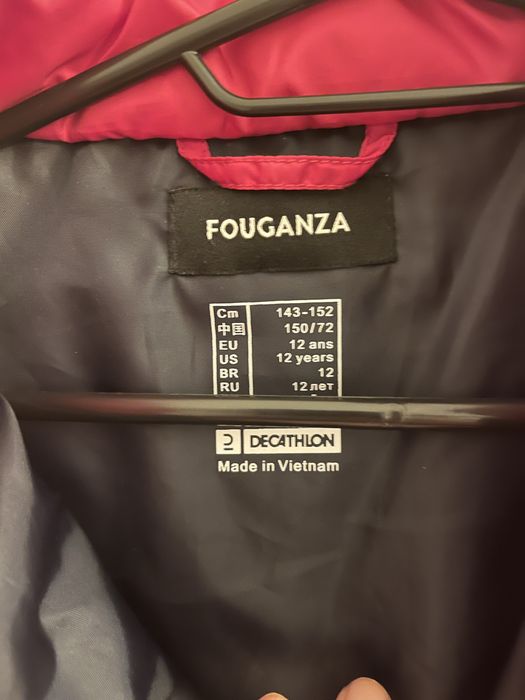 FOUGANZA
Cm 143-152
中国 150/72
EU 12 ans
US 12 years
BR 12
RU 12 лет
DECATHLON
Made in Vietnam